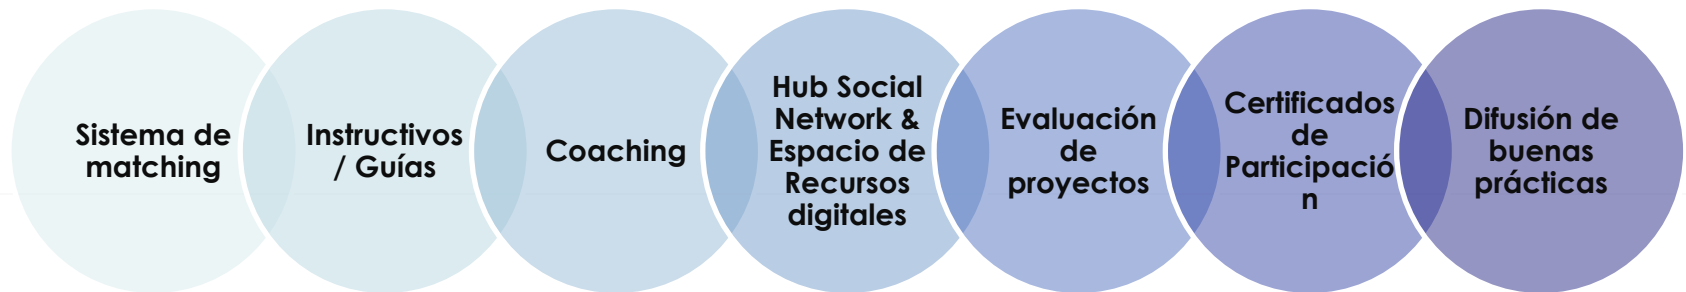 Sistema de
matching
Instructivos
/ Guías
Coaching
Hub Social
Network &
Espacio de
Recursos
digitales
Evaluación
de
proyectos
Certificados
de
Participació
n
Difusión de
buenas
prácticas